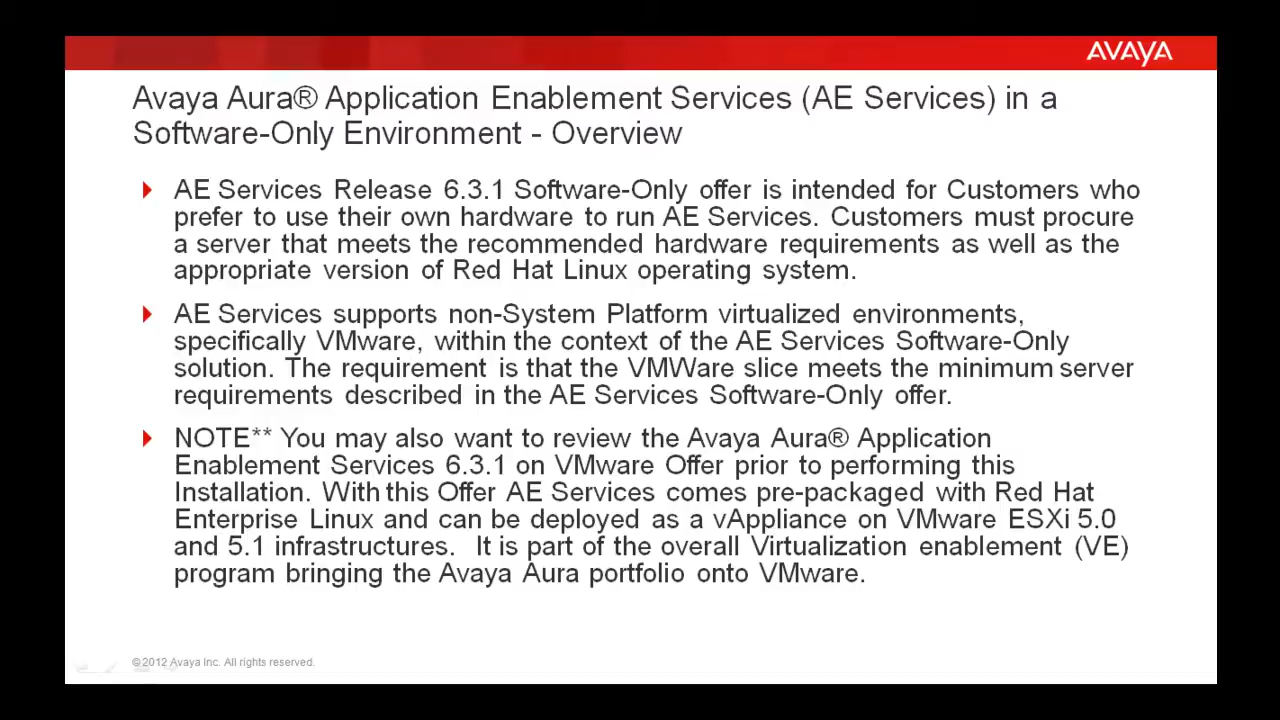 AVAYA
Avaya Aura® Application Enablement Services (AE Services) in a
Software-Only Environment - Overview
AE Services Release 6.3.1 Software-Only offer is intended for Customers who
prefer to use their own hardware to run AE Services. Customers must procure
a server that meets the recommended hardware requirements as well as the
appropriate version of Red Hat Linux operating system.
AE Services supports non-System Platform virtualized environments,
specifically VMware, within the context of the AE Services Software-Only
solution. The requirement is that the VMWare slice meets the minimum server
requirements described in the AE Services Software-Only offer.
NOTE** You may also want to review the Avaya Aura® Application
Enablement Services 6.3.1 on VMware Offer prior to performing this
Installation. With this Offer AE Services comes pre-packaged with Red Hat
Enterprise Linux and can be deployed as a vAppliance on VMware ESXi 5.0
and 5.1 infrastructures. It is part of the overall Virtualization enablement (VE)
program bringing the Avaya Aura portfolio onto VMware.
©2012 Avaya Inc. All rights reserved.